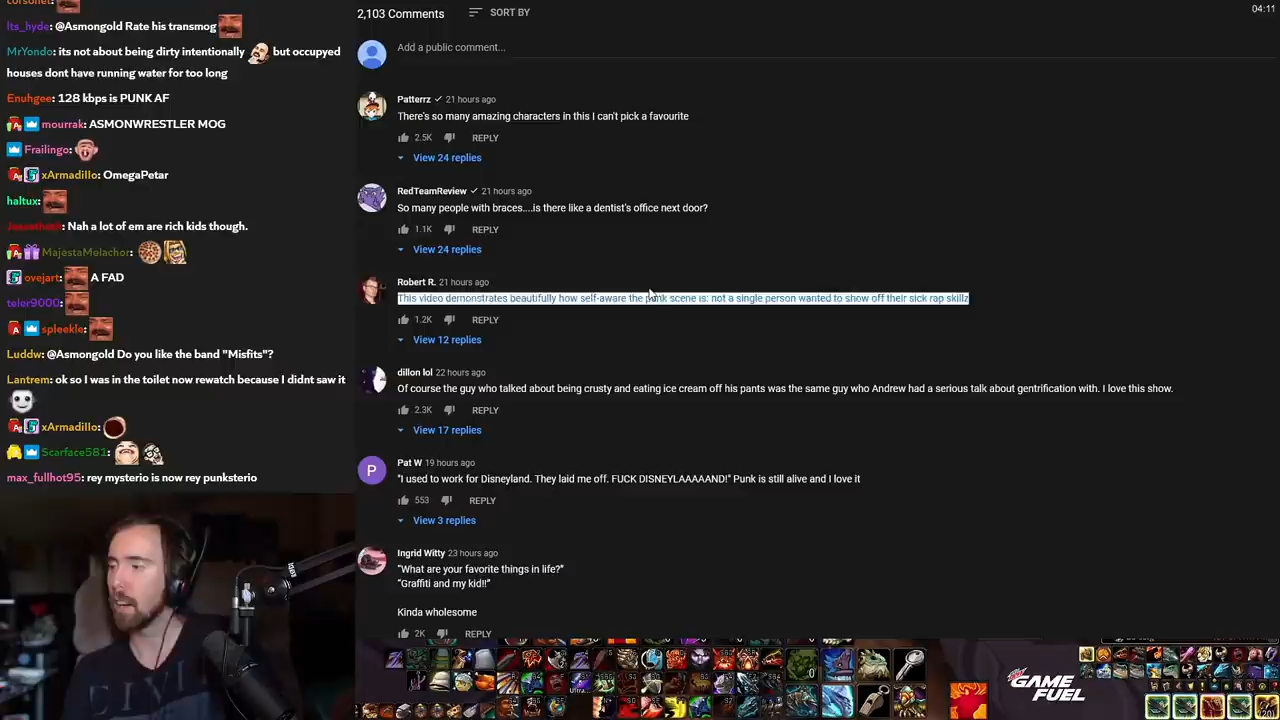 corsonet:
Its_hyde: @Asmongold Rate his transmog
MrYondo: its not about being dirty intentionally but occupyed
houses dont have running water for too long
Enuhgee: 128 kbps is PUNK AF
mourrak: ASMONWRESTLER MOG
Frailingo:
xArmadillo: OmegaPetar
haltux:
Nah a lot of em are rich kids though.
MajestaMelachor:
ovejart: A FAD
teler9000:
spleekle:
Luddw: @Asmongold Do you like the band "Misfits"?
Lantrem: ok so I was in the toilet now rewatch because I didnt saw it
xArmadillo:
Scarface581:
max_fullhot95: rey mysterio is now rey punksterio
2,103 Comments SORT BY
04:11
Add a public comment...
Patterrz 21 hours ago
There's so many amazing characters in this I can't pick a favourite
2.5K REPLY
View 24 replies
RedTeamReview 21 hours ago
So many people with braces....is there like a dentist's office next door?
1.1K REPLY
View 24 replies
Robert R. 21 hours ago
This video demonstrates beautifully how self-aware the punk scene is: not a single person wanted to show off their sick rap skillz
1.2K REPLY
View 12 replies
dillon lol 22 hours ago
Of course the guy who talked about being crusty and eating ice cream off his pants was the same guy who Andrew had a serious talk about gentrification with. I love this show.
2.3K REPLY
View 17 replies
P
Pat W 19 hours ago
"I used to work for Disneyland. They laid me off. FUCK DISNEYLAAAAND!" Punk is still alive and I love it
553 REPLY
View 3 replies
Ingrid Witty 23 hours ago
"What are your favorite things in life?"
"Graffiti and my kid!!"
Kinda wholesome
2K REPLY
GAME
FUEL